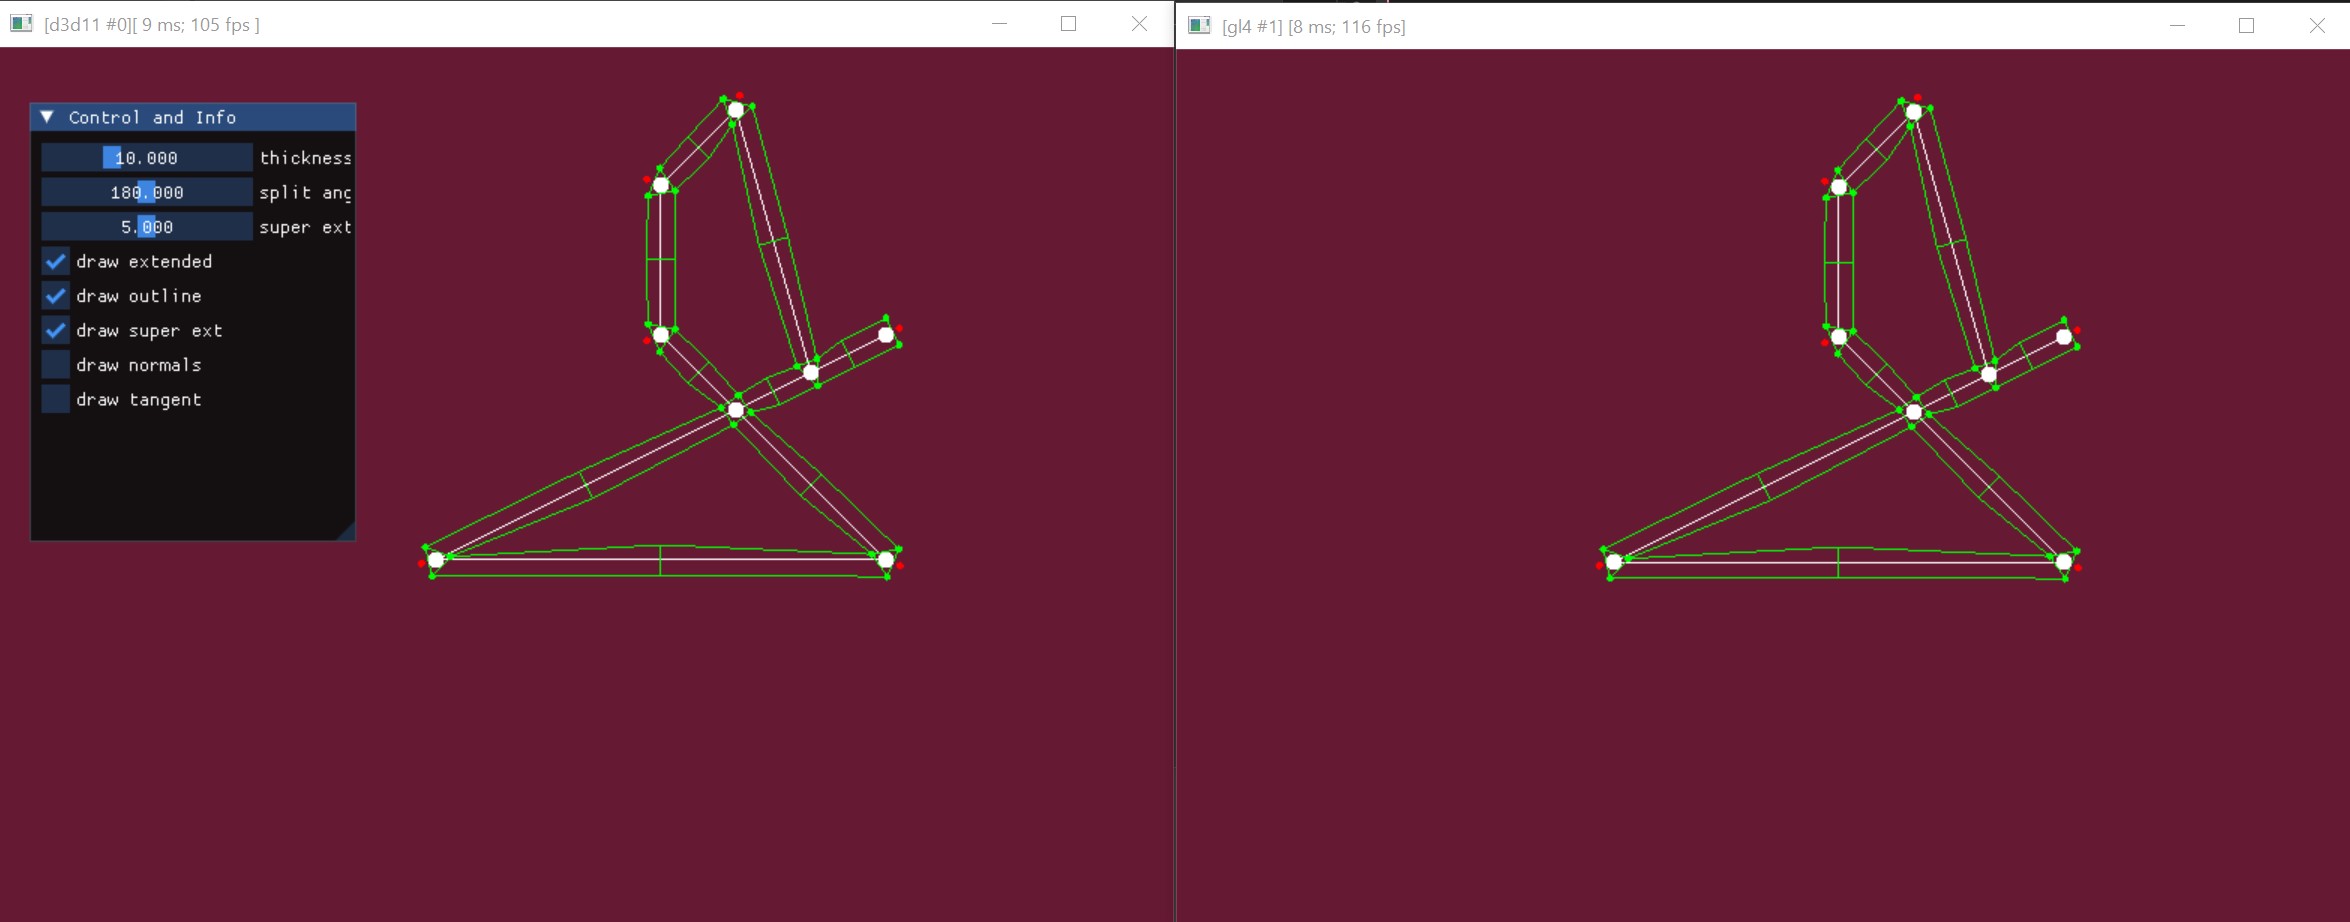 [d3d11 #0][ 9 ms; 105 fps ]
[gl4 #1] [8 ms; 116 fps]
Control and Info
10.000 thickness
180.000 split ang
5.000 super ext
draw extended
draw outline
draw super ext
draw normals
draw tangent